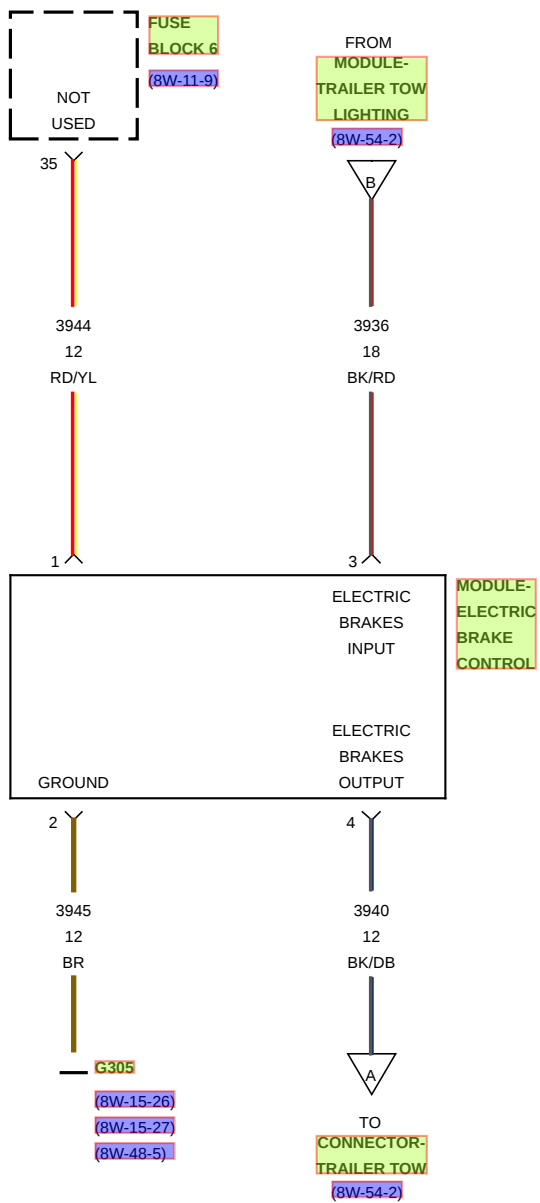 FUSE
BLOCK 6
(8W-11-9)
NOT
USED
35
FROM
MODULE-
TRAILER TOW
LIGHTING
(8W-54-2)
B
3944
12
RD/YL
3936
18
BK/RD
1
3
ELECTRIC
BRAKES
INPUT
MODULE-
ELECTRIC
BRAKE
CONTROL
ELECTRIC
BRAKES
OUTPUT
GROUND
2
4
3945
12
BR
3940
12
BK/DB
G305
(8W-15-26)
(8W-15-27)
(8W-48-5)
A
TO
CONNECTOR-
TRAILER TOW
(8W-54-2)